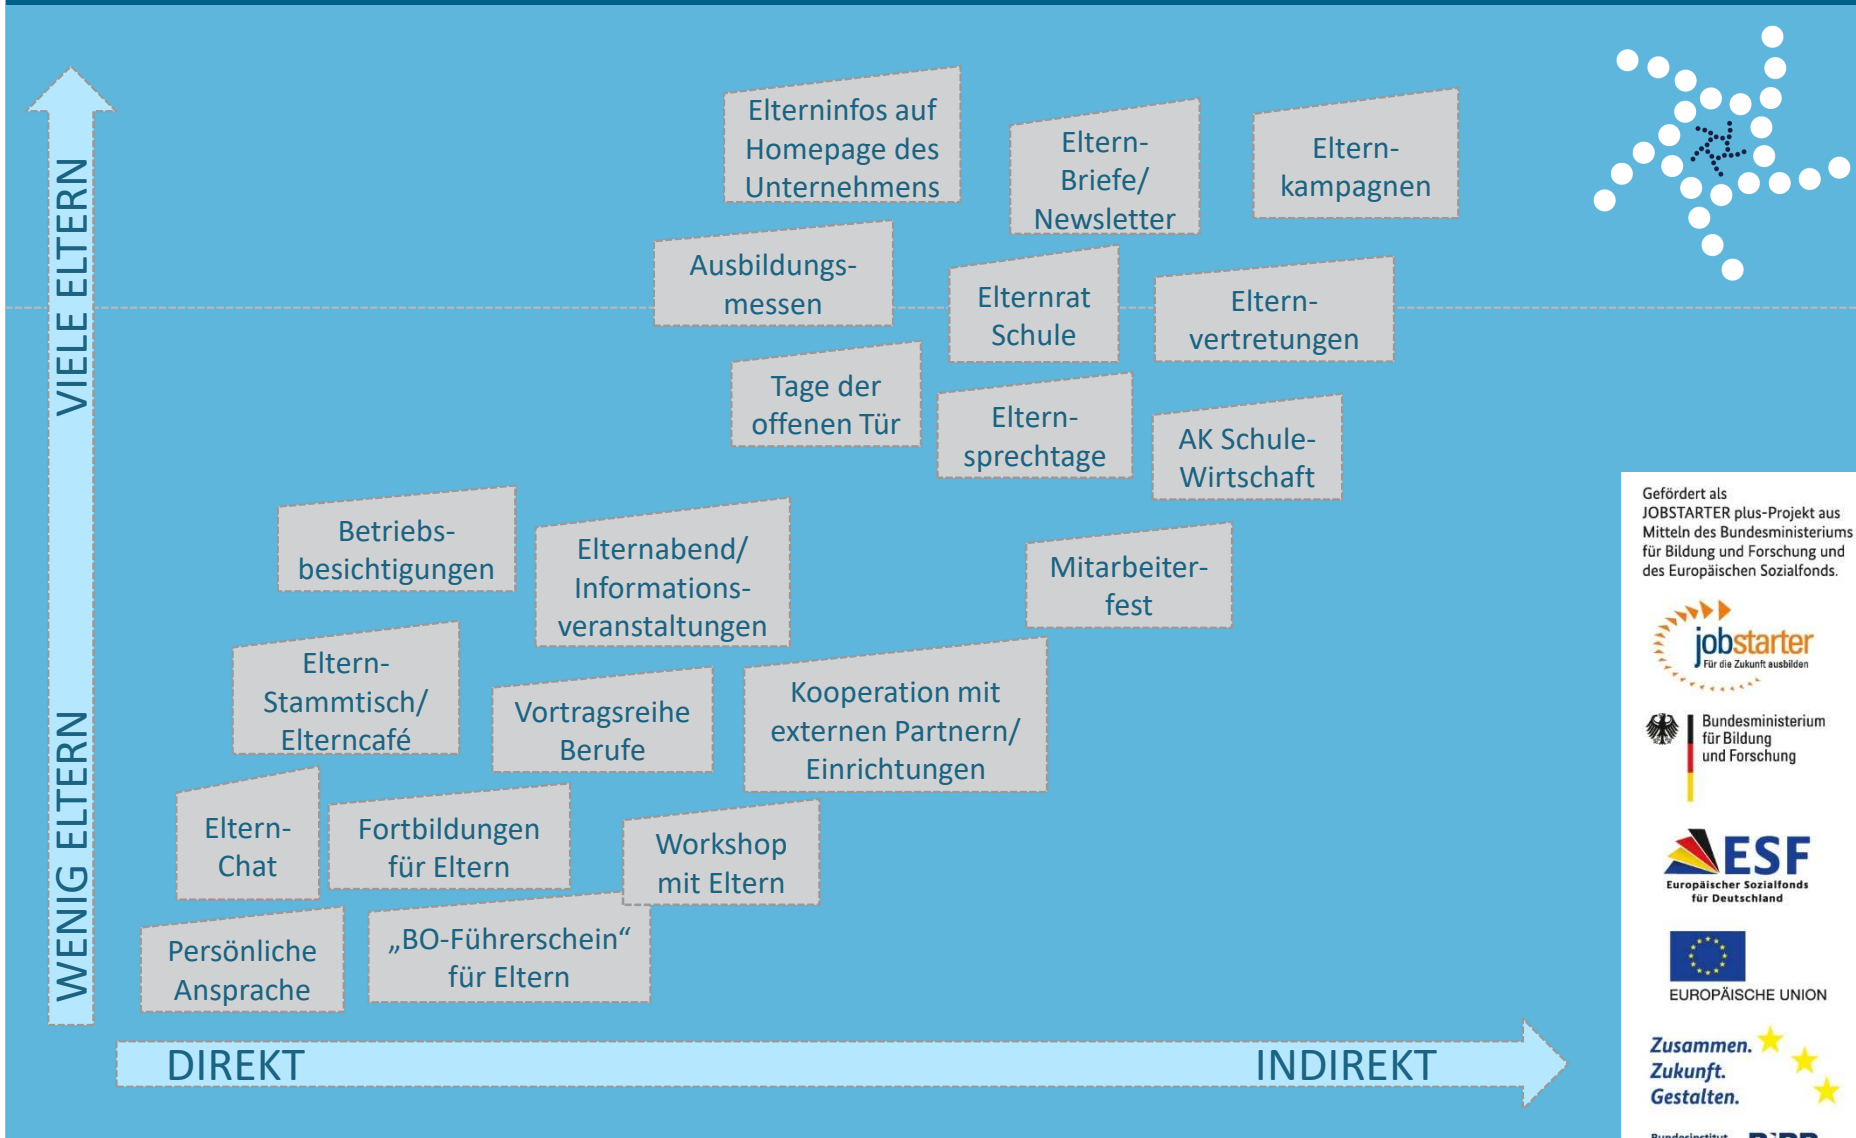 VIELE ELTERN
WENIG ELTERN
Elterninfos auf
Homepage des
Unternehmens
Eltern-
Briefe/
Newsletter
Eltern-
kampagnen
Ausbildungs-
messen
Elternrat
Schule
Eltern-
vertretungen
Tage der
offenen Tür
Eltern-
sprechtage
AK Schule-
Wirtschaft
Betriebs-
besichtigungen
Elternabend/
Informations-
veranstaltungen
Mitarbeiter-
fest
Eltern-
Stammtisch/
Elterncafé
Vortragsreihe
Berufe
Kooperation mit
externen Partnern/
Einrichtungen
Eltern-
Chat
Fortbildungen
für Eltern
Workshop
mit Eltern
Persönliche
Ansprache
„BO-Führerschein“
für Eltern
DIREKT
INDIREKT
Gefördert als
JOBSTARTER plus-Projekt aus
Mitteln des Bundesministeriums
für Bildung und Forschung und
des Europäischen Sozialfonds.
jobstarter
Für die Zukunft ausbilden
Bundesministerium
für Bildung
und Forschung
ESF
Europäischer Sozialfonds
für Deutschland
EUROPÄISCHE UNION
Zusammen.
Zukunft.
Gestalten.